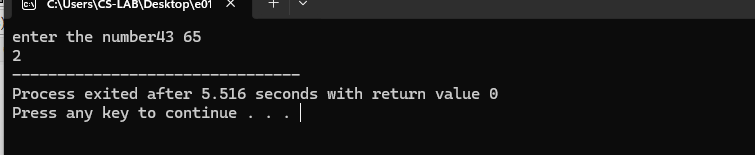 C:\Users\CS-LAB\Desktop\e01
enter the number43 65
2
--------------------------------
Process exited after 5.516 seconds with return value 0
Press any key to continue . . .